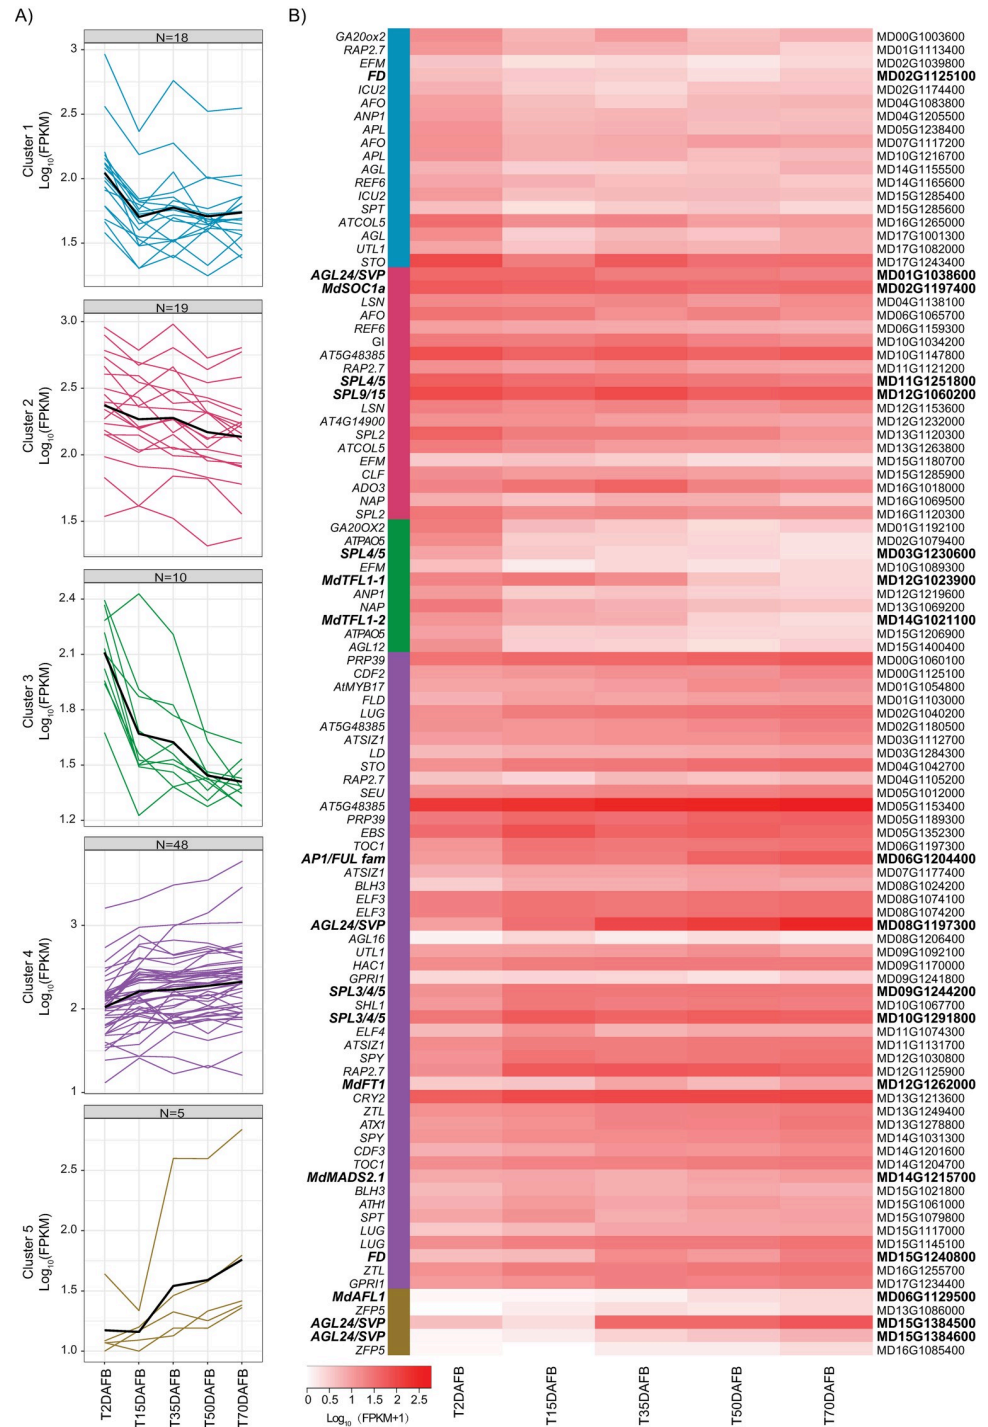 A)
N=18
3
2.5
2.0
1.5
Cluster 1
Log10(FPKM)
N=19
3.0
2.5
2.0
1.5
Cluster 2
Log10(FPKM)
N=10
2.4
2.1
1.8
1.5
1.2
Cluster 3
Log10(FPKM)
N=48
3
2
1
Cluster 4
Log10(FPKM)
N=5
2.5
2.0
1.5
1.0
Cluster 5
Log10(FPKM)
T2DAFB
T15DAFB
T35DAFB
T50DAFB
T70DAFB
B)
GA20ox2 MD00G1003600
RAP2.7 MD01G1113400
EFM MD02G1039800
FD MD02G1125100
ICU2 MD02G1174400
AFO MD04G1083800
ANP1 MD04G1205500
APL MD05G1238400
AFO MD07G1117200
APL MD10G1216700
AGL MD14G1155500
REF6 MD14G1165600
ICU2 MD15G1285400
SPT MD15G1285600
ATCOL5 MD16G1265000
AGL MD17G1001300
UTL1 MD17G1082000
STO MD17G1243400
AGL24/SVP MD01G1038600
MdSOC1a MD02G1197400
LSN MD04G1138100
AFO MD06G1065700
REF6 MD06G1159300
GI MD10G1034200
AT5G48385 MD10G1147800
RAP2.7 MD11G1121200
SPL4/5 MD11G1251800
SPL9/15 MD12G1060200
LSN MD12G1153600
AT4G14900 MD12G1232000
SPL2 MD13G1120300
ATCOL5 MD13G1263800
EFM MD15G1180700
CLF MD15G1285900
ADO3 MD16G1018000
NAP MD16G1069500
SPL2 MD16G1120300
GA20OX2 MD01G1192100
ATPAO5 MD02G1079400
SPL4/5 MD03G1230600
EFM MD10G1089300
MdTFL1-1 MD12G1023900
ANP1 MD12G1219600
NAP MD13G1069200
MdTFL1-2 MD14G1021100
ATPAO5 MD15G1206900
AGL12 MD15G1400400
PRP39 MD00G1060100
CDF2 MD00G1125100
AtMYB17 MD01G1054800
FLD MD01G1103000
LUG MD02G1040200
AT5G48385 MD02G1180500
ATSIZ1 MD03G1112700
LD MD03G1284300
STO MD04G1042700
RAP2.7 MD04G1105200
SEU MD05G1012000
AT5G48385 MD05G1153400
PRP39 MD05G1189300
EBS MD05G1352300
TOC1 MD06G1197300
AP1/FUL fam MD06G1204400
ATSIZ1 MD07G1177400
BLH3 MD08G1024200
ELF3 MD08G1074100
ELF3 MD08G1074200
AGL24/SVP MD08G1197300
AGL16 MD08G1206400
UTL1 MD09G1092100
HAC1 MD09G1170000
GPRI1 MD09G1241800
SPL3/4/5 MD09G1244200
SHL1 MD10G1067700
SPL3/4/5 MD10G1291800
ELF4 MD11G1074300
ATSIZ1 MD11G1131700
SPY MD12G1030800
RAP2.7 MD12G1125900
MdFT1 MD12G1262000
CRY2 MD13G1213600
ZTL MD13G1249400
ATX1 MD13G1278800
SPY MD14G1031300
CDF3 MD14G1201600
TOC1 MD14G1204700
MdMADS2.1 MD14G1215700
BLH3 MD15G1021800
ATH1 MD15G1061000
SPT MD15G1079800
LUG MD15G1117000
LUG MD15G1145100
FD MD15G1240800
ZTL MD16G1255700
GPRI1 MD17G1234400
MdAFL1 MD06G1129500
ZFP5 MD13G1086000
AGL24/SVP MD15G1384500
AGL24/SVP MD15G1384600
ZFP5 MD16G1085400
0 0.5 1 1.5 2 2.5
Log10 (FPKM+1)
T2DAFB
T15DAFB
T35DAFB
T50DAFB
T70DAFB